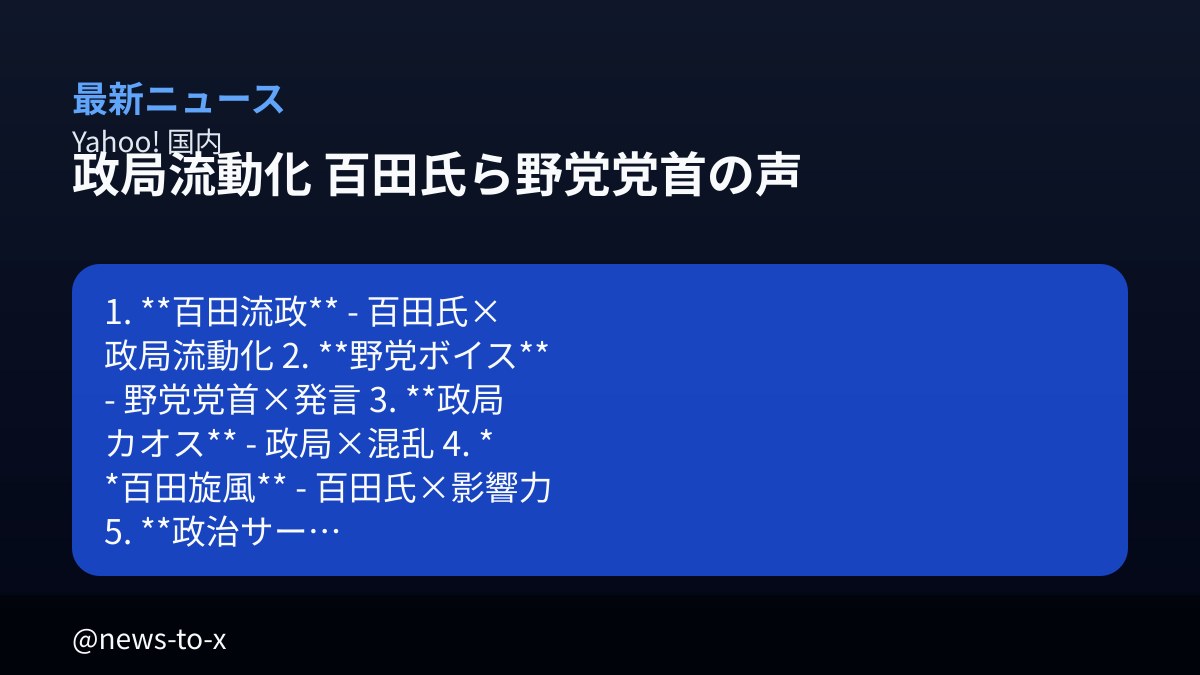 最新ニュース
Yahoo! 国内
政局流動化 百田氏ら野党党首の声
1. **百田流政** - 百田氏×
政局流動化 2. **野党ボイス**
- 野党党首×発言 3. **政局
カオス** - 政局×混乱 4. *
*百田旋風** - 百田氏×影響力
5. **政治サー…
@news-to-x